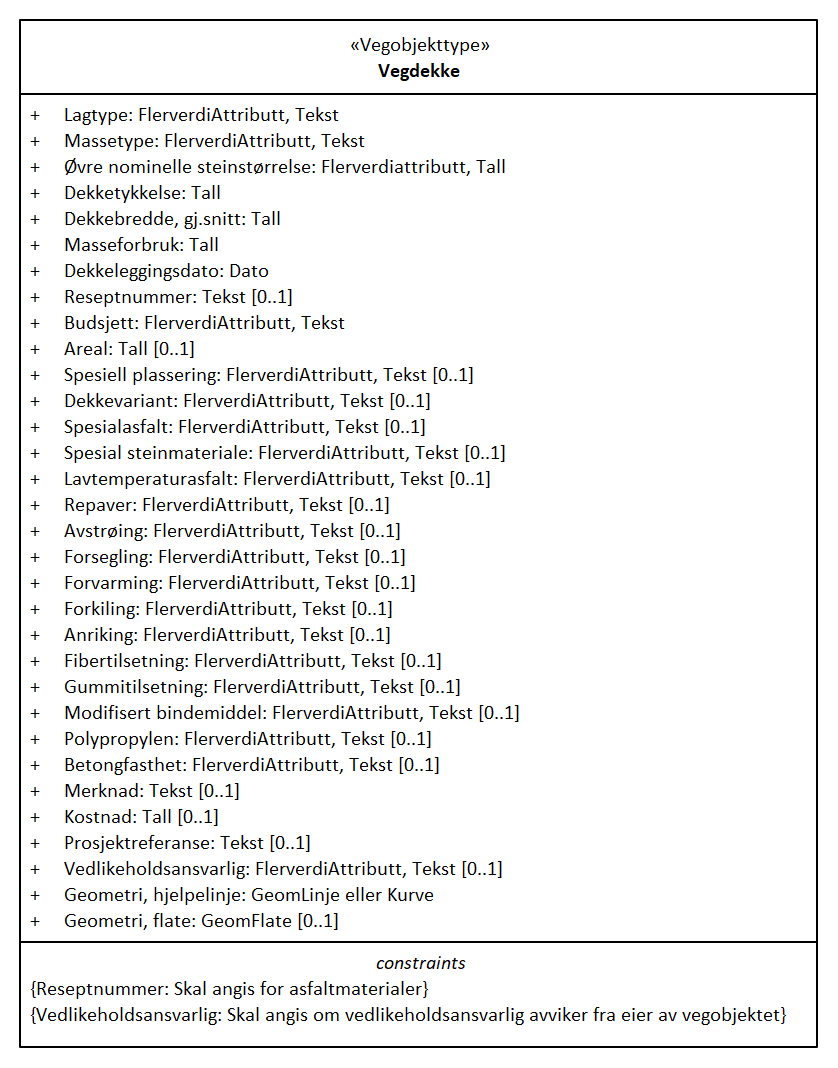 «Vegobjekttype»
Vegdekke
+ Lagtype: FlerverdiAttributt, Tekst
+ Massetype: FlerverdiAttributt, Tekst
+ Øvre nominelle steinstørrelse: Flerverdiattributt, Tall
+ Dekketykkelse: Tall
+ Dekkebredde, gj.snitt: Tall
+ Masseforbruk: Tall
+ Dekkeleggingsdato: Dato
+ Reseptnummer: Tekst [0..1]
+ Budsjett: FlerverdiAttributt, Tekst
+ Areal: Tall [0..1]
+ Spesiell plassering: FlerverdiAttributt, Tekst [0..1]
+ Dekkevariant: FlerverdiAttributt, Tekst [0..1]
+ Spesialasfalt: FlerverdiAttributt, Tekst [0..1]
+ Spesial steinmateriale: FlerverdiAttributt, Tekst [0..1]
+ Lavtemperaturasfalt: FlerverdiAttributt, Tekst [0..1]
+ Repaver: FlerverdiAttributt, Tekst [0..1]
+ Avstrøing: FlerverdiAttributt, Tekst [0..1]
+ Forsegling: FlerverdiAttributt, Tekst [0..1]
+ Forvarming: FlerverdiAttributt, Tekst [0..1]
+ Forkiling: FlerverdiAttributt, Tekst [0..1]
+ Anriking: FlerverdiAttributt, Tekst [0..1]
+ Fibertilsetning: FlerverdiAttributt, Tekst [0..1]
+ Gummitilsetning: FlerverdiAttributt, Tekst [0..1]
+ Modifisert bindemiddel: FlerverdiAttributt, Tekst [0..1]
+ Polypropylen: FlerverdiAttributt, Tekst [0..1]
+ Betongfasthet: FlerverdiAttributt, Tekst [0..1]
+ Merknad: Tekst [0..1]
+ Kostnad: Tall [0..1]
+ Prosjektreferanse: Tekst [0..1]
+ Vedlikeholdsansvarlig: FlerverdiAttributt, Tekst [0..1]
+ Geometri, hjelpelinje: GeomLinje eller Kurve
+ Geometri, flate: GeomFlate [0..1]
constraints
{Reseptnummer: Skal angis for asfaltmaterialer}
{Vedlikeholdsansvarlig: Skal angis om vedlikeholdsansvarlig avviker fra eier av vegobjektet}